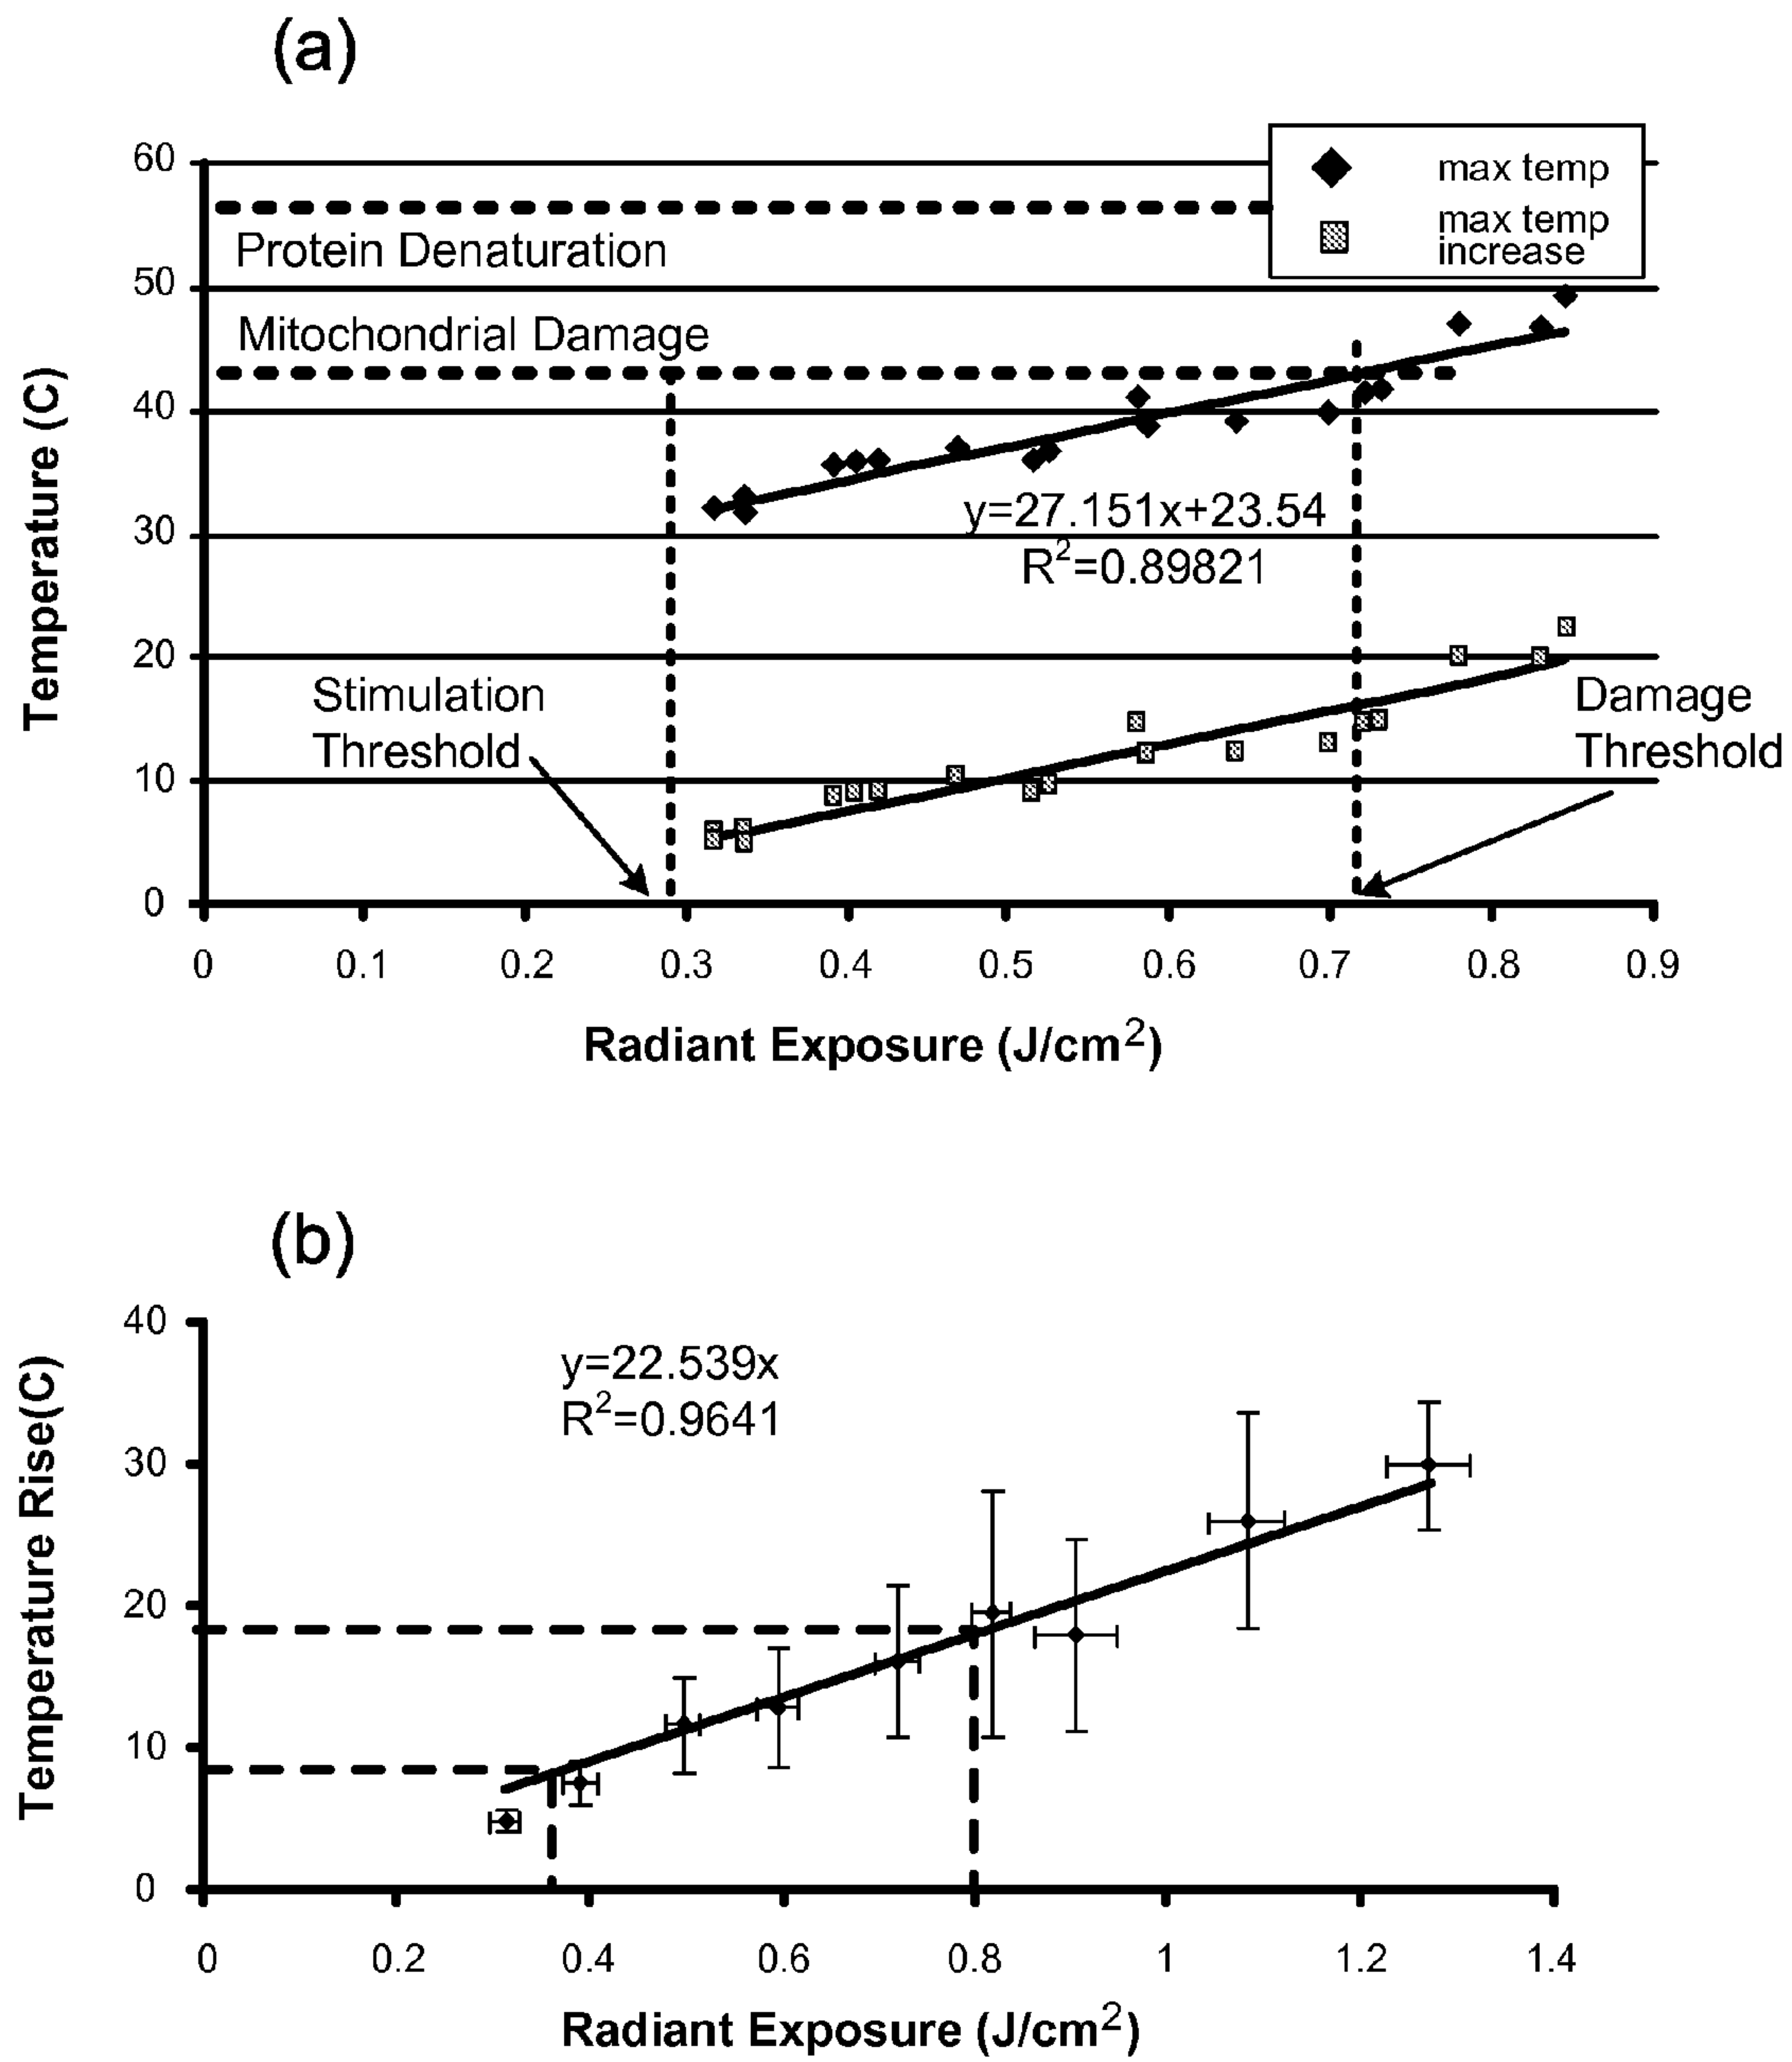 (a)
60
max temp
max temp
increase
Protein Denaturation
50
Mitochondrial Damage
40
y=27.151x+23.54
30
R²=0.89821
20
Stimulation
Threshold
Damage
Threshold
10
0
Temperature (C)
0 0.1 0.2 0.3 0.4 0.5 0.6 0.7 0.8 0.9
Radiant Exposure (J/cm²)
(b)
40
y=22.539x
R²=0.9641
30
20
10
0
Temperature Rise(C)
0 0.2 0.4 0.6 0.8 1 1.2 1.4
Radiant Exposure (J/cm²)